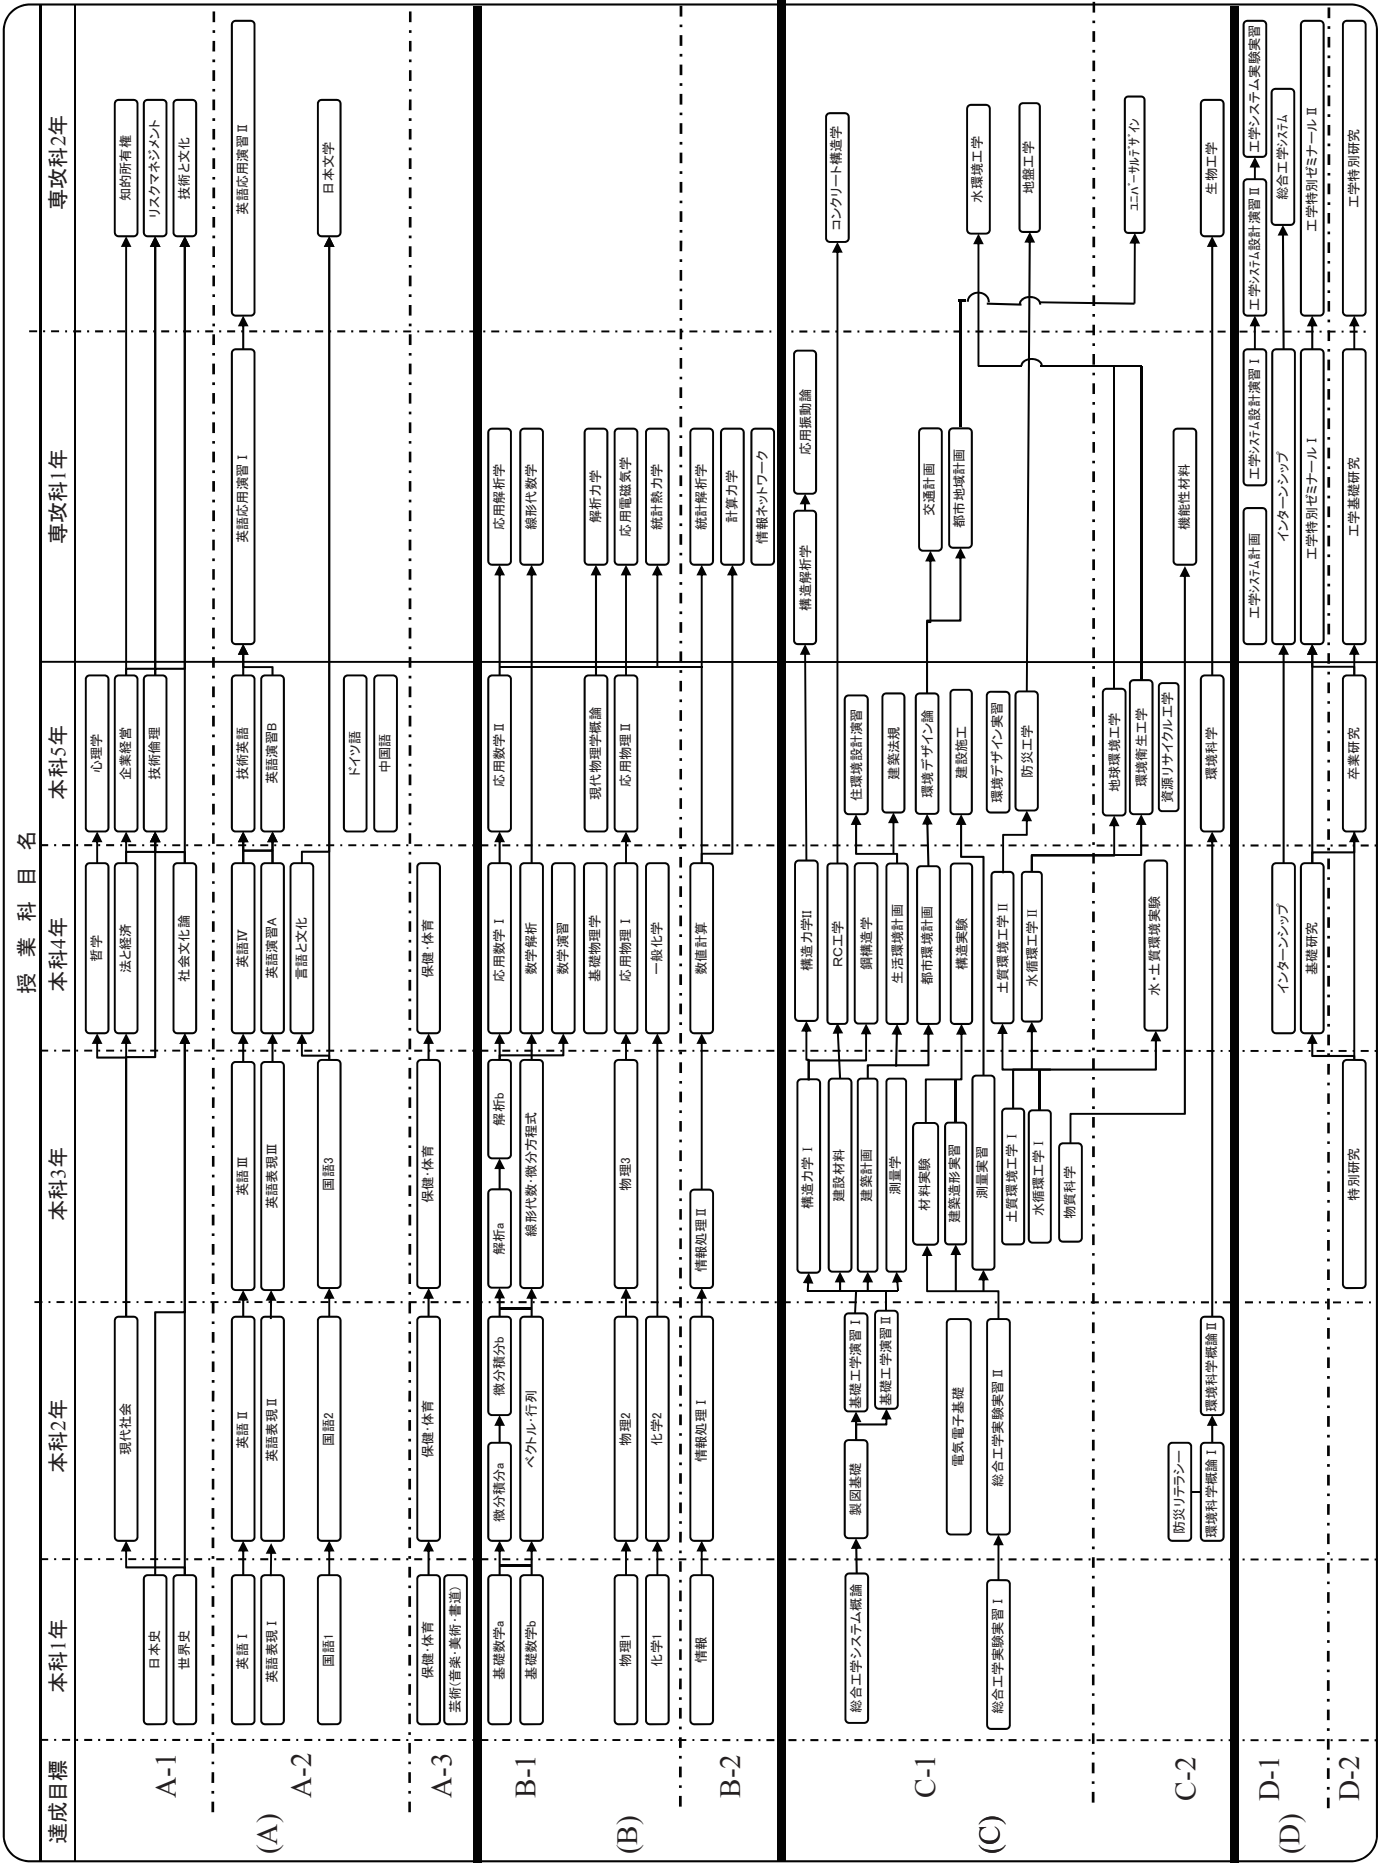 授業科目名
達成目標 本科1年 本科2年 本科3年 本科4年 本科5年 専攻科1年 専攻科2年
(A)
A-1
哲学 心理学
現代社会 法と経済 企業経営 知的所有権
日本史 技術倫理 リスクマネジメント
世界史 社会文化論 技術と文化
A-2
英語Ⅰ 英語Ⅱ 英語Ⅲ 英語Ⅳ 技術英語 英語応用演習Ⅰ 英語応用演習Ⅱ
英語表現Ⅰ 英語表現Ⅱ 英語表現Ⅲ 英語演習A 英語演習B
言語と文化
国語1 国語2 国語3 日本文学
ドイツ語
中国語
A-3
保健・体育 保健・体育 保健・体育 保健・体育
芸術(音楽・美術・書道)
(B)
B-1
基礎数学a 微分積分a 微分積分b 解析a 解析b 応用数学Ⅰ 応用数学Ⅱ 応用解析学
基礎数学b ベクトル・行列 線形代数・微分方程式 数学解析 線形代数学
数学演習
基礎物理学 現代物理学概論 解析力学
物理1 物理2 物理3 応用物理Ⅰ 応用物理Ⅱ 応用電磁気学
化学1 化学2 一般化学 統計熱力学
B-2
情報 情報処理Ⅰ 情報処理Ⅱ 数値計算 統計解析学
計算力学
情報ネットワーク
(C)
C-1
構造力学Ⅰ 構造力学II 構造解析学 応用振動論
建設材料 RC工学 コンクリート構造学
総合工学システム概論 製図基礎 基礎工学演習Ⅰ 建築計画 鋼構造学 住環境設計演習
基礎工学演習Ⅱ 測量学 生活環境計画 建築法規
材料実験 都市環境計画 環境デザイン論 交通計画
電気電子基礎 建築造形実習 構造実験 建設施工 都市地域計画
測量実習 水環境工学
総合工学実験実習Ⅰ 総合工学実験実習Ⅱ 土質環境工学Ⅰ 土質環境工学Ⅱ 環境デザイン実習
水循環工学Ⅰ 水循環工学Ⅱ 防災工学 地盤工学
物質科学
C-2
地球環境工学 ユニバーサルデザイン
環境衛生工学
水・土質環境実験 資源リサイクル工学
防災リテラシー 機能性材料
環境科学概論Ⅰ 環境科学概論Ⅱ 環境科学 生物工学
(D)
D-1
工学システム計画 工学システム設計演習Ⅰ 工学システム設計演習Ⅱ 工学システム実験実習
インターンシップ インターンシップ 総合工学システム
基礎研究 工学特別ゼミナールⅠ 工学特別ゼミナールⅡ
D-2
特別研究 卒業研究 工学基礎研究 工学特別研究